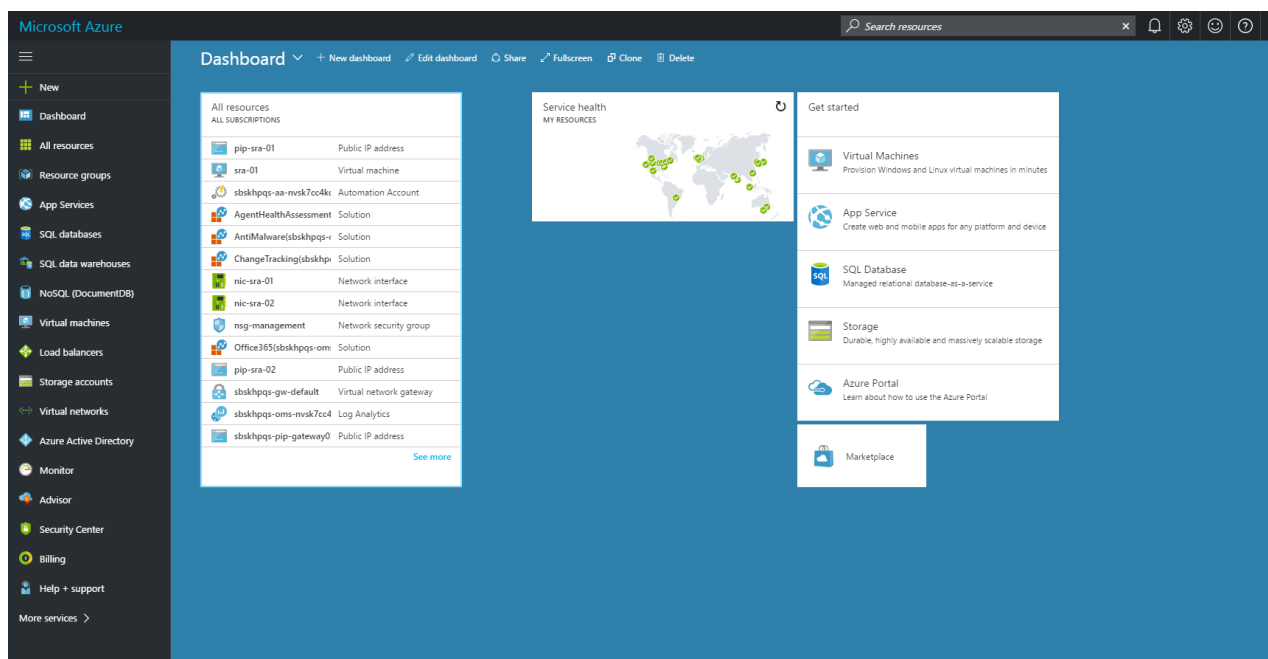 Microsoft Azure
Search resources
New
Dashboard
All resources
Resource groups
App Services
SQL databases
SQL data warehouses
NoSQL (DocumentDB)
Virtual machines
Load balancers
Storage accounts
Virtual networks
Azure Active Directory
Monitor
Advisor
Security Center
Billing
Help + support
More services
Dashboard New dashboard Edit dashboard Share Fullscreen Clone Delete
All resources
ALL SUBSCRIPTIONS
pip-sra-01 Public IP address
sra-01 Virtual machine
sbskhpqs-aa-nvsk7cc4k Automation Account
AgentHealthAssessment Solution
AntiMalware(sbskhpqs- Solution
ChangeTracking(sbskhp Solution
nic-sra-01 Network interface
nic-sra-02 Network interface
nsg-management Network security group
Office365(sbskhpqs-om Solution
pip-sra-02 Public IP address
sbskhpqs-gw-default Virtual network gateway
sbskhpqs-oms-nvsk7cc4 Log Analytics
sbskhpqs-pip-gateway0 Public IP address
See more
Service health
MY RESOURCES
Get started
Virtual Machines
Provision Windows and Linux virtual machines in minutes
App Service
Create web and mobile apps for any platform and device
SQL
SQL Database
Managed relational database-as-a-service
Storage
Durable, highly available and massively scalable storage
Azure Portal
Learn about how to use the Azure Portal
Marketplace